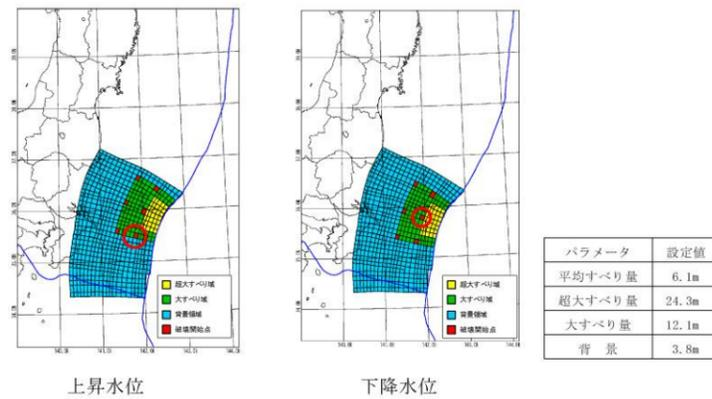 超大すべり域
大すべり域
背景領域
破壊開始点
超大すべり域
大すべり域
背景領域
破壊開始点
パラメータ 設定値
平均すべり量 6.1m
超大すべり量 24.3m
大すべり量 12.1m
背 景 3.8m
上昇水位
下降水位